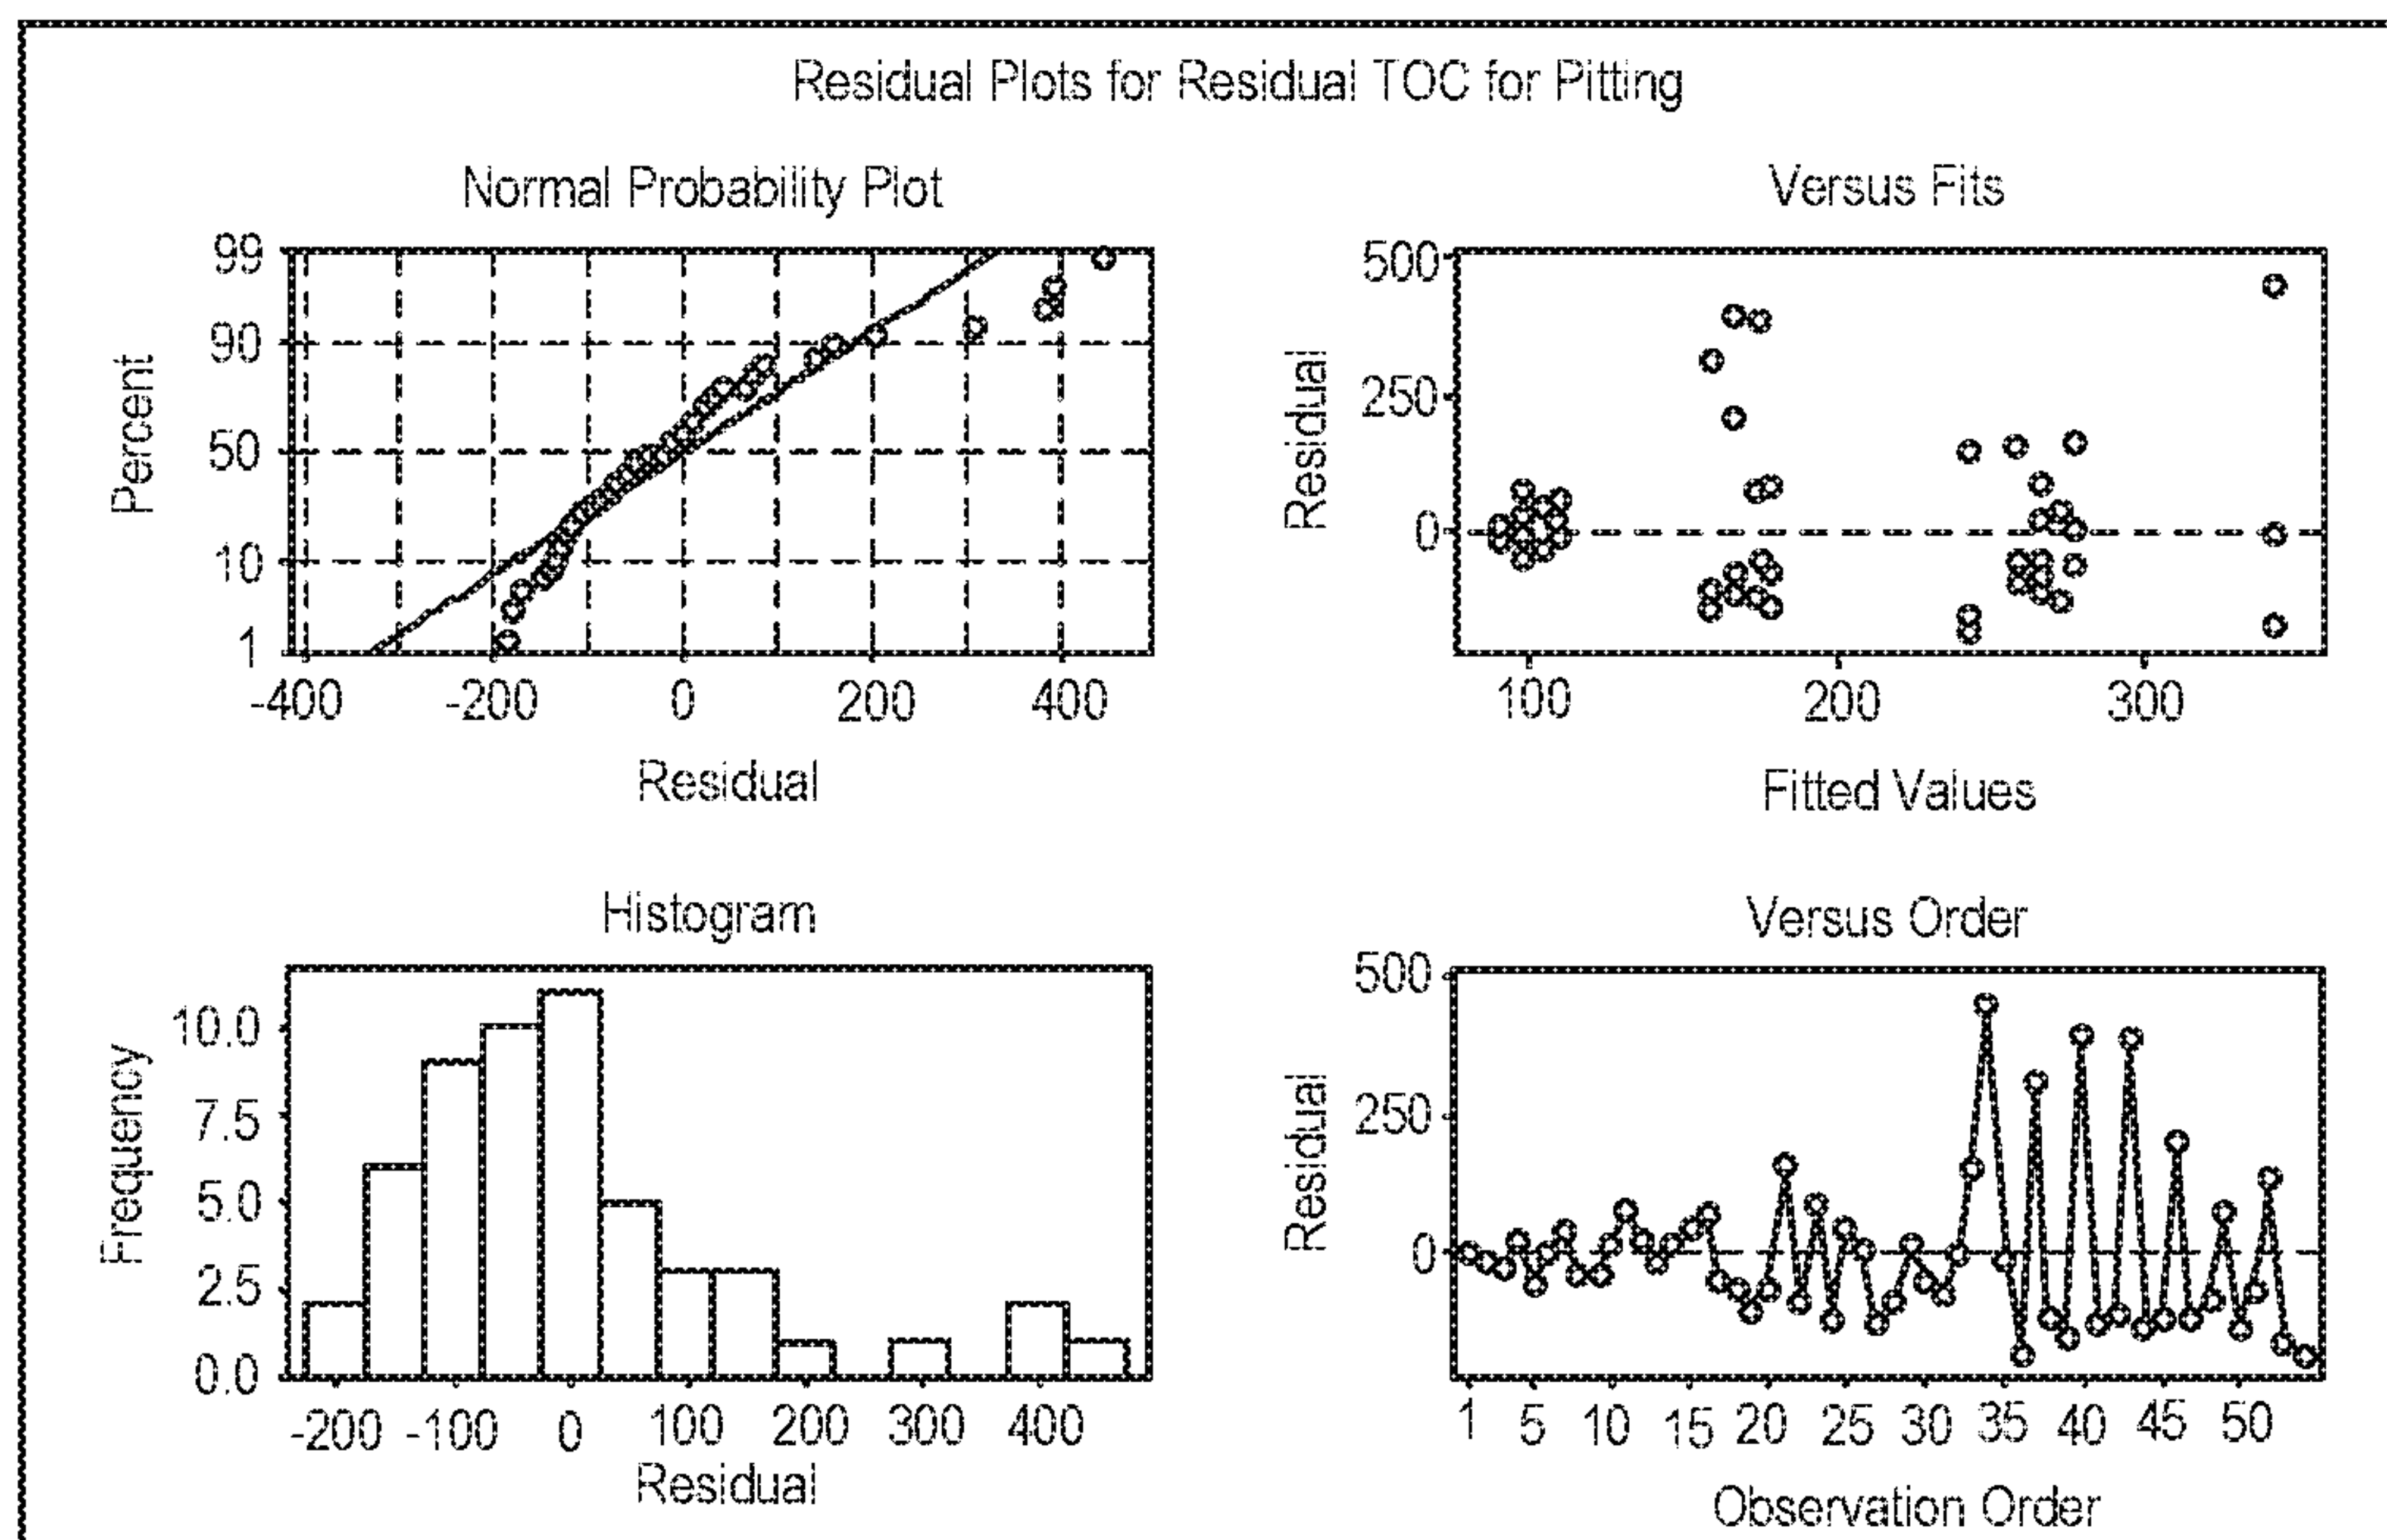 Residual Plots for Residual TOC for Pitting
Normal Probability Plot
99
90
50
10
1
Percent
-400 -200 0 200 400
Residual
Versus Fits
500
250
0
Residual
100 200 300
Fitted Values
Histogram
10.0
7.5
5.0
2.5
0.0
Frequency
-200 -100 0 100 200 300 400
Residual
Versus Order
500
250
0
Residual
1 5 10 15 20 25 30 35 40 45 50
Observation Order